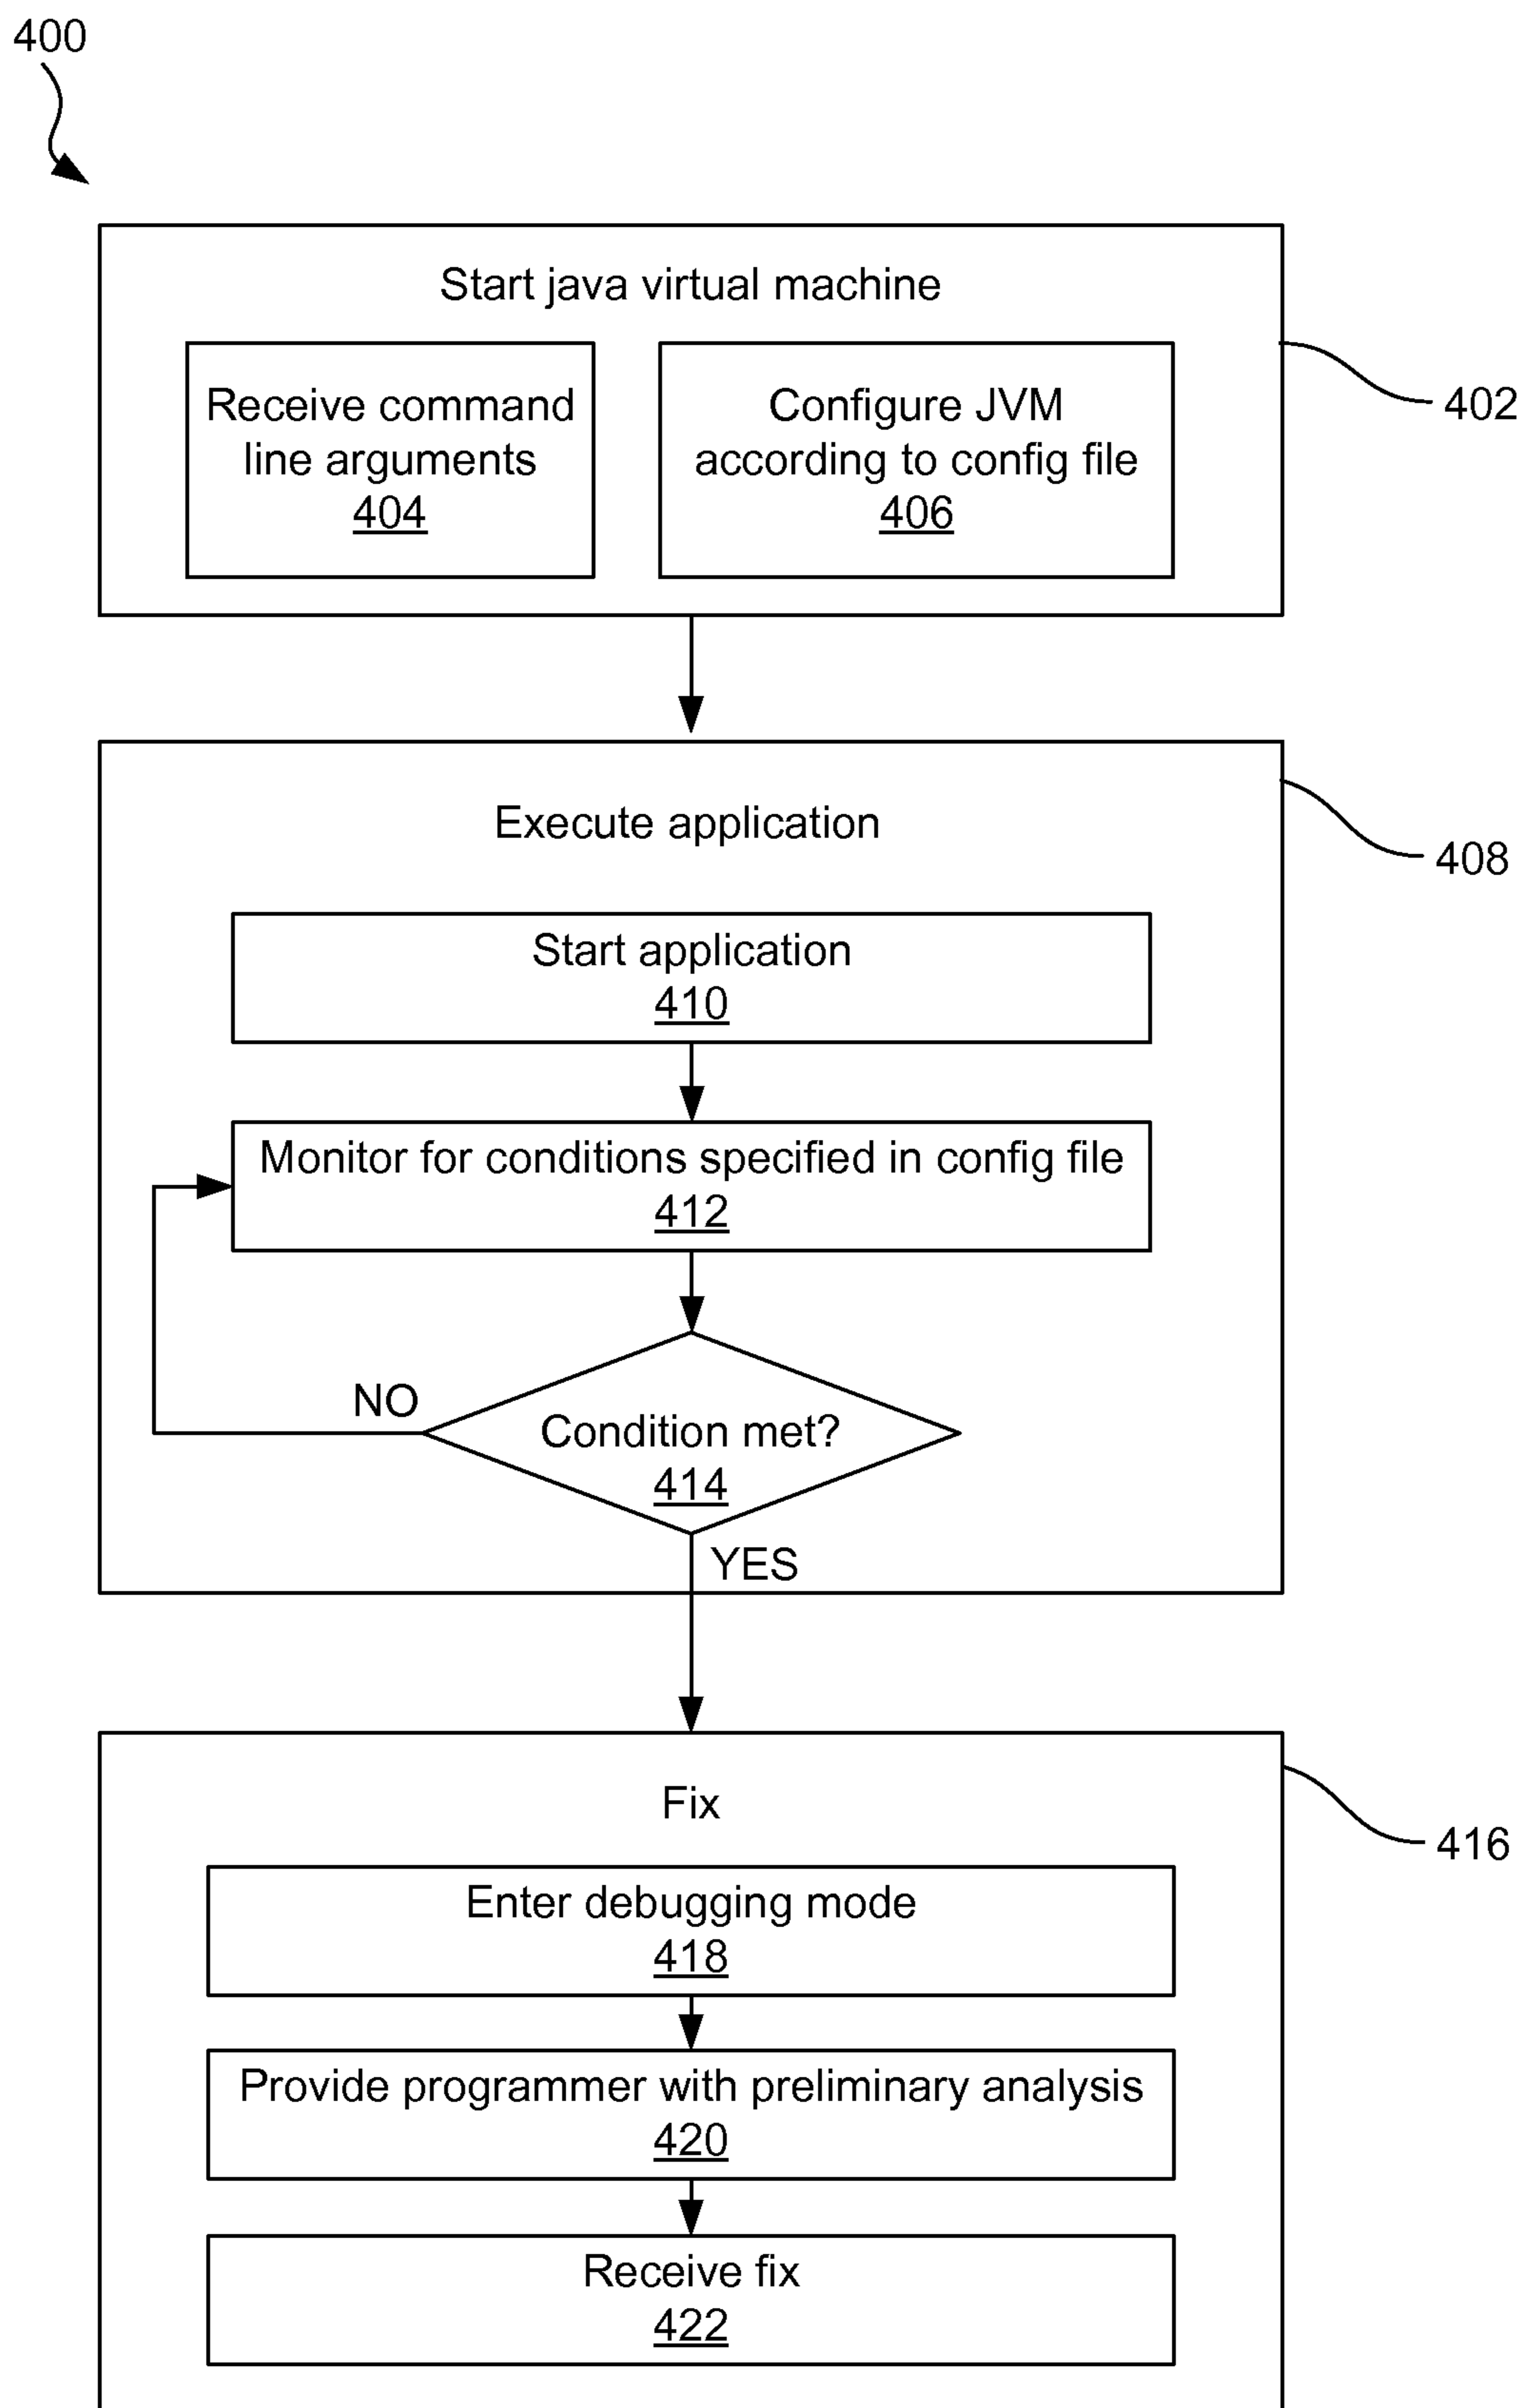 400
Start java virtual machine
Receive command
line arguments
404
Configure JVM
according to config file
406
402
Execute application
408
Start application
410
Monitor for conditions specified in config file
412
NO
Condition met?
414
YES
Fix
416
Enter debugging mode
418
Provide programmer with preliminary analysis
420
Receive fix
422